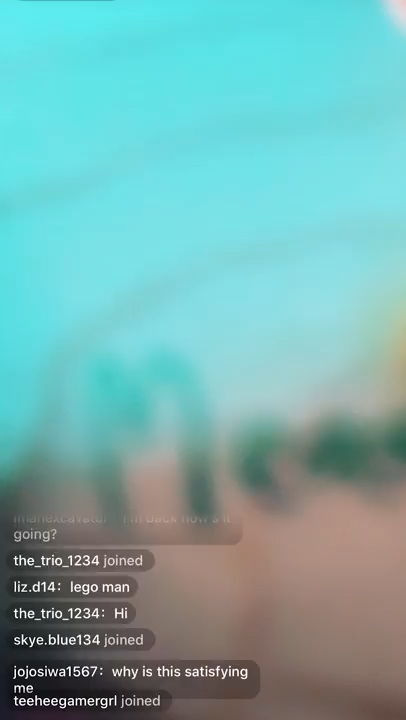 going?
the_trio_1234 joined
liz.d14: lego man
the_trio_1234: Hi
skye.blue134 joined
jojosiwa1567: why is this satisfying
me
teeheegamergrl joined